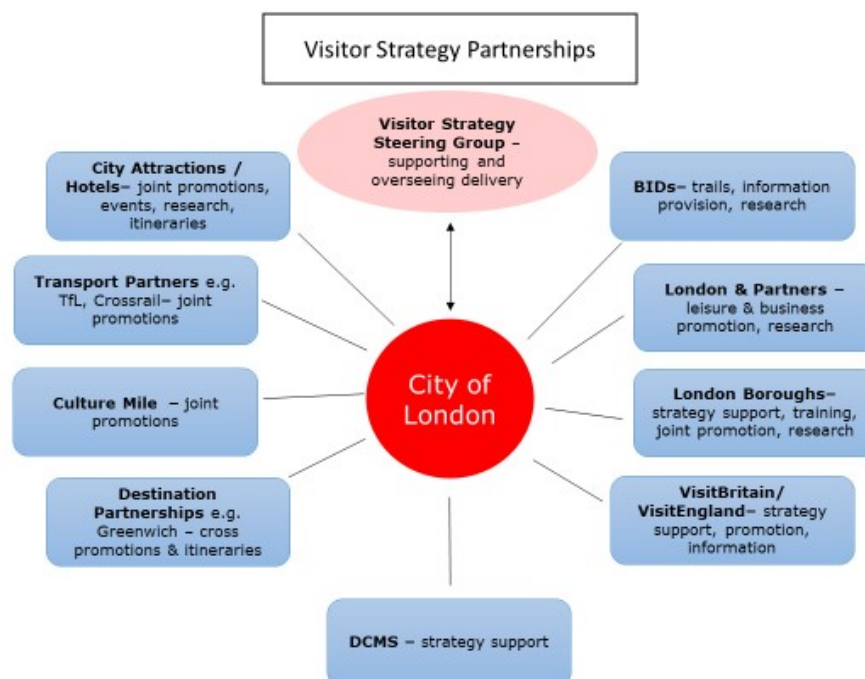 Visitor Strategy Partnerships
Visitor Strategy
Steering Group –
supporting and
overseeing delivery
City Attractions /
Hotels– joint promotions,
events, research,
itineraries
BIDs– trails, information
provision, research
Transport Partners e.g.
TfL, Crossrail– joint
promotions
London & Partners –
leisure & business
promotion, research
City of
London
Culture Mile – joint
promotions
London Boroughs–
strategy support, training,
joint promotion, research
Destination
Partnerships e.g.
Greenwich – cross
promotions & itineraries
VisitBritain/
VisitEngland– strategy
support, promotion,
information
DCMS – strategy support